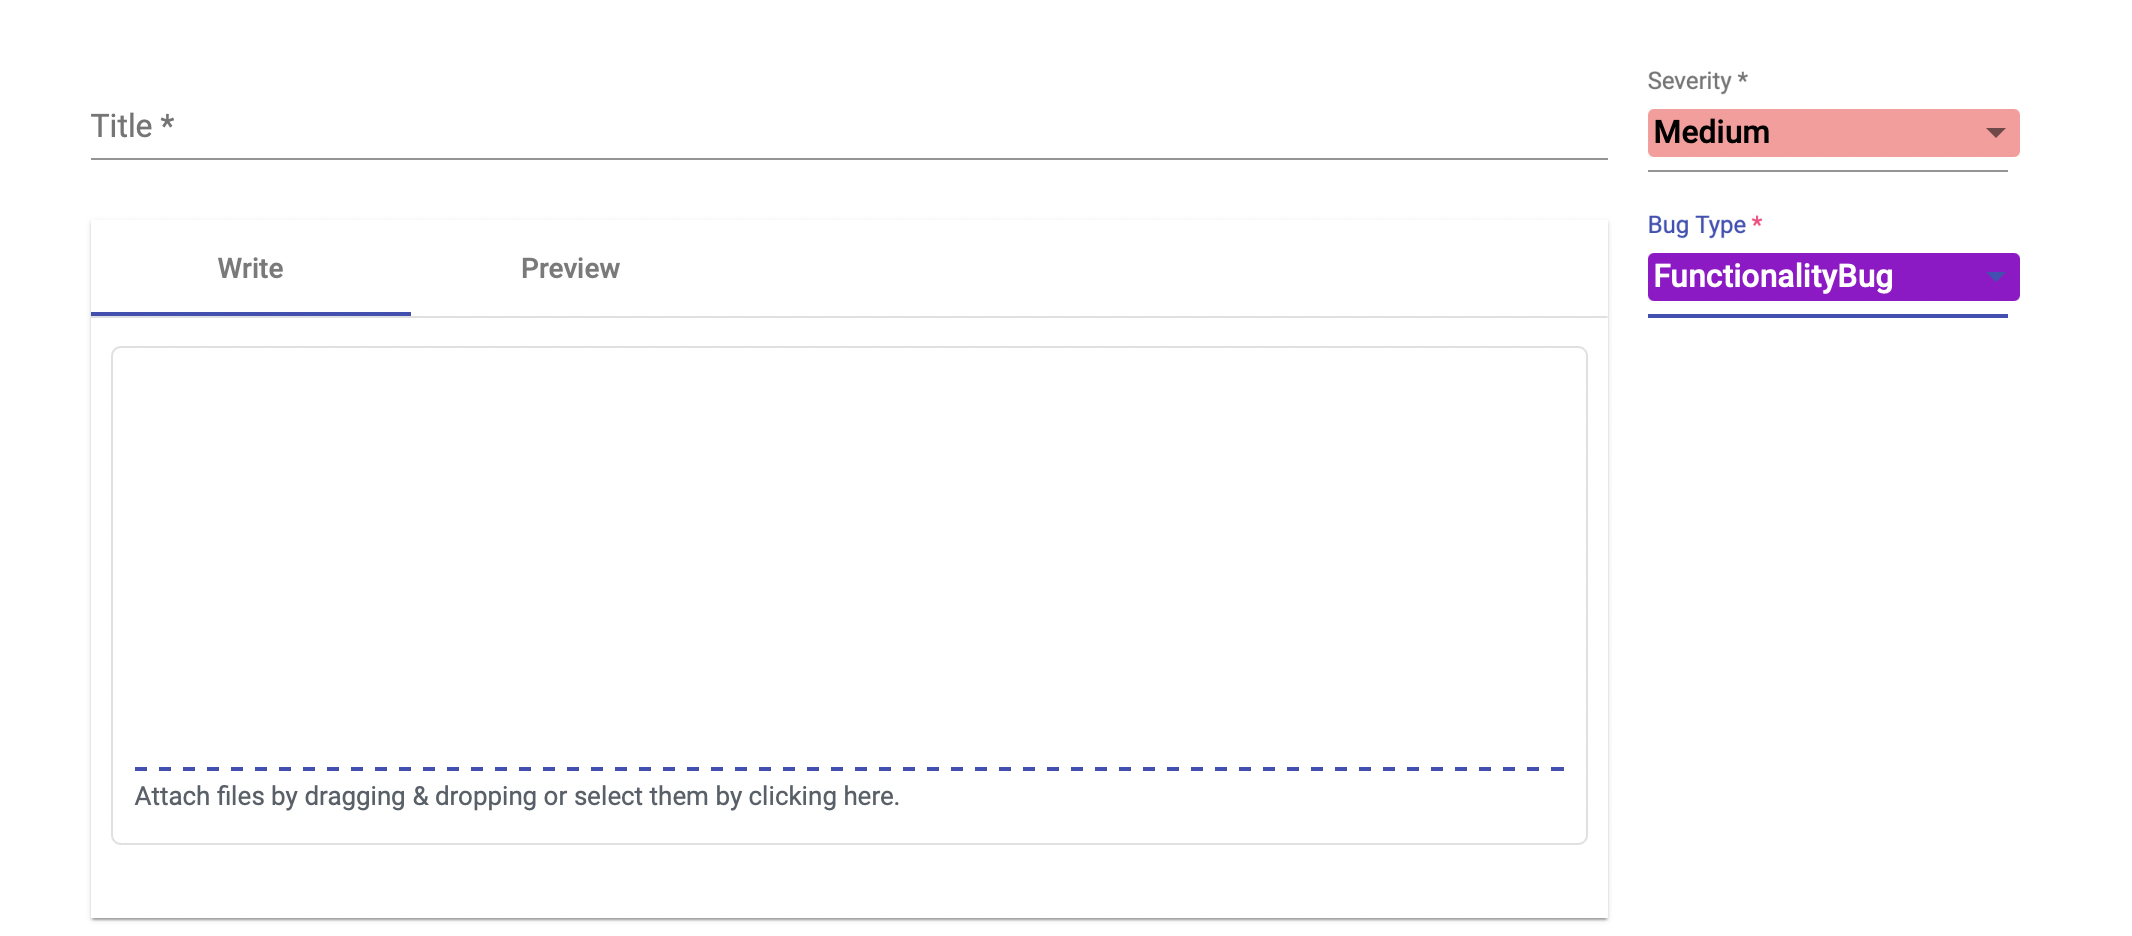 Title *
Severity *
Medium
Bug Type *
FunctionalityBug
Write
Preview
Attach files by dragging & dropping or select them by clicking here.